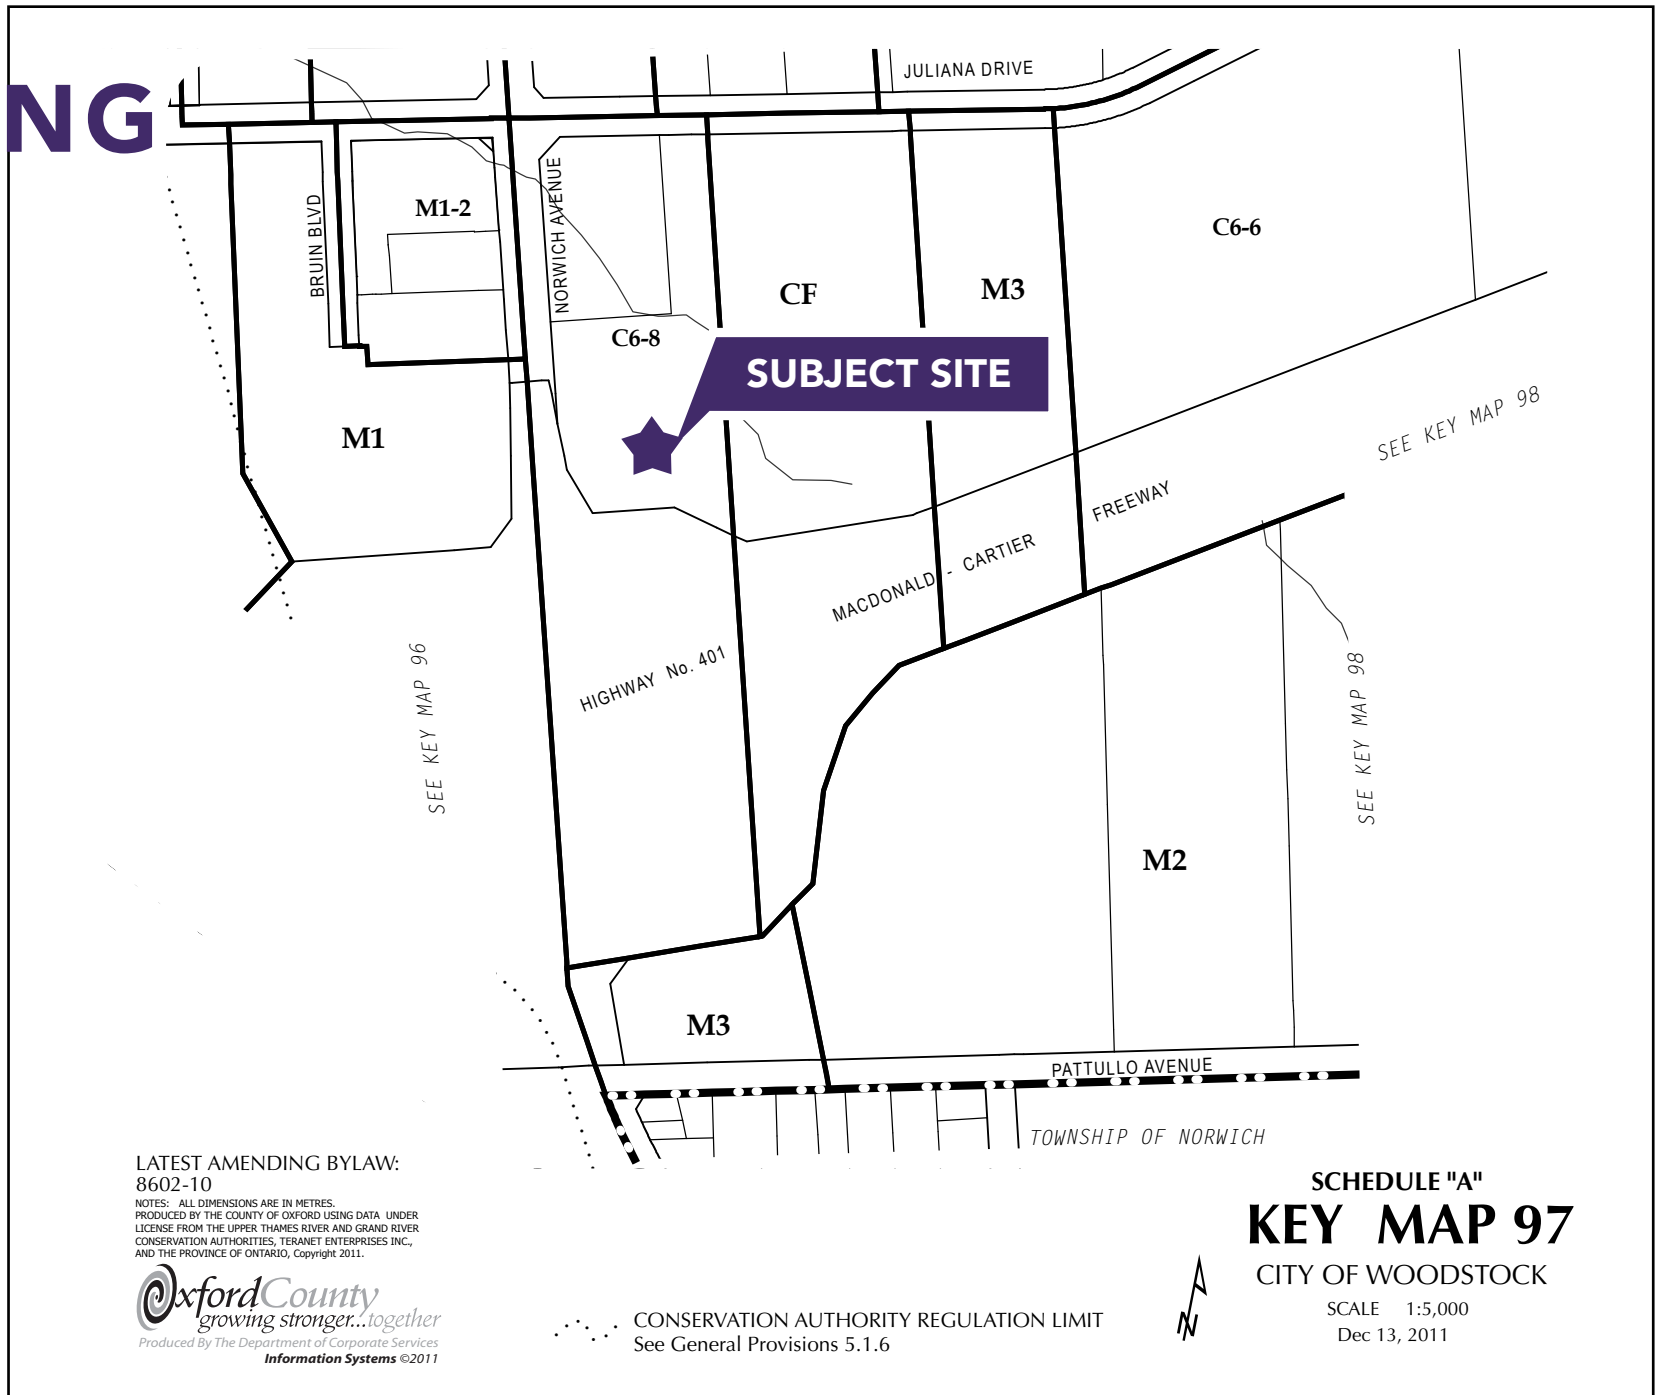 NG
JULIANA DRIVE
BRUIN BLVD
M1-2
NORWICH AVENUE
C6-6
CF
M3
C6-8
SUBJECT SITE
M1
SEE KEY MAP 98
MACDONALD - CARTIER FREEWAY
HIGHWAY No. 401
SEE KEY MAP 96
SEE KEY MAP 98
M2
M3
PATTULLO AVENUE
TOWNSHIP OF NORWICH
LATEST AMENDING BYLAW:
8602-10
NOTES: ALL DIMENSIONS ARE IN METRES.
PRODUCED BY THE COUNTY OF OXFORD USING DATA UNDER
LICENSE FROM THE UPPER THAMES RIVER AND GRAND RIVER
CONSERVATION AUTHORITIES, TERANET ENTERPRISES INC.,
AND THE PROVINCE OF ONTARIO, Copyright 2011.
OxfordCounty
growing stronger...together
Produced By The Department of Corporate Services
Information Systems ©2011
CONSERVATION AUTHORITY REGULATION LIMIT
See General Provisions 5.1.6
N
SCHEDULE "A"
KEY MAP 97
CITY OF WOODSTOCK
SCALE 1:5,000
Dec 13, 2011